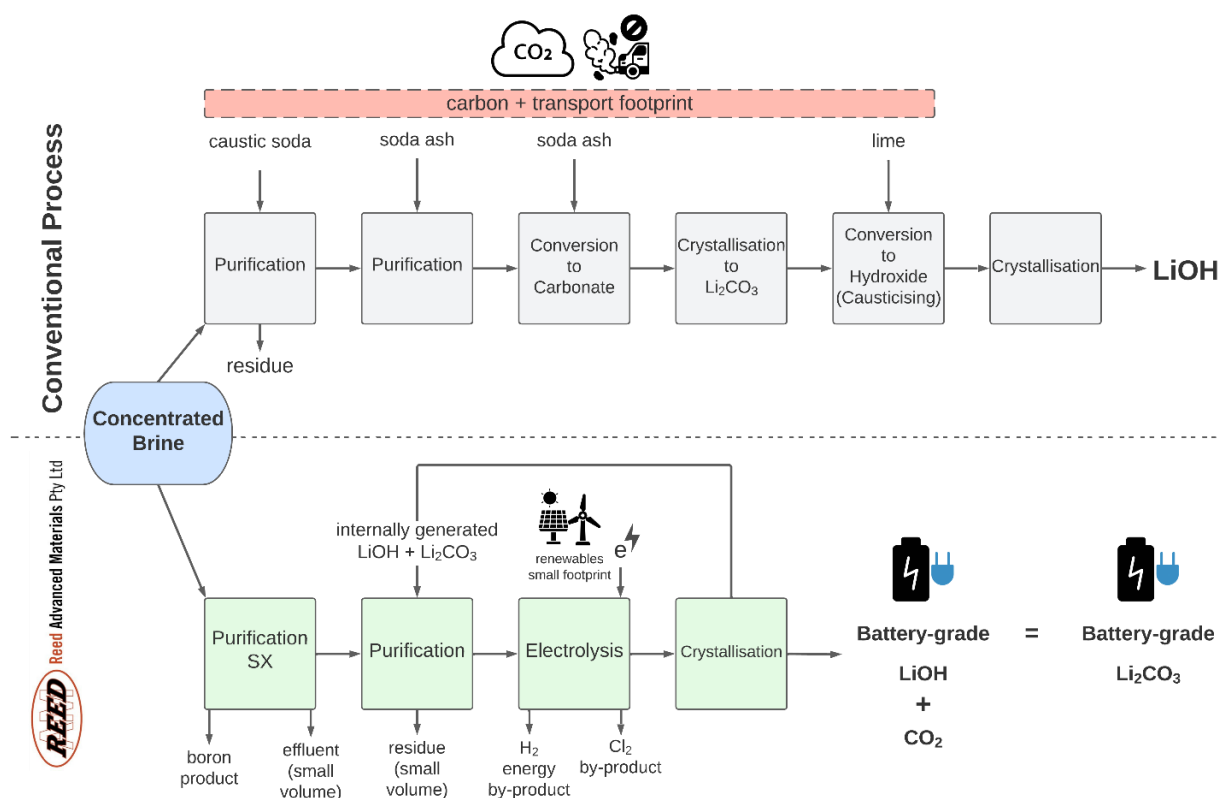 CO₂
carbon + transport footprint
Conventional Process
caustic soda
soda ash
soda ash
lime
Purification
Purification
Conversion
to
Carbonate
Crystallisation
to
Li₂CO₃
Conversion
to
Hydroxide
(Causticising)
Crystallisation
LiOH
residue
Concentrated
Brine
Reed Advanced Materials Pty Ltd
REED
internally generated
LiOH + Li₂CO₃
renewables
small footprint
e
Purification
SX
Purification
Electrolysis
Crystallisation
boron
product
effluent
(small
volume)
residue
(small
volume)
H₂
energy
by-product
Cl₂
by-product
Battery-grade = Battery-grade
LiOH
Li₂CO₃
+
CO₂